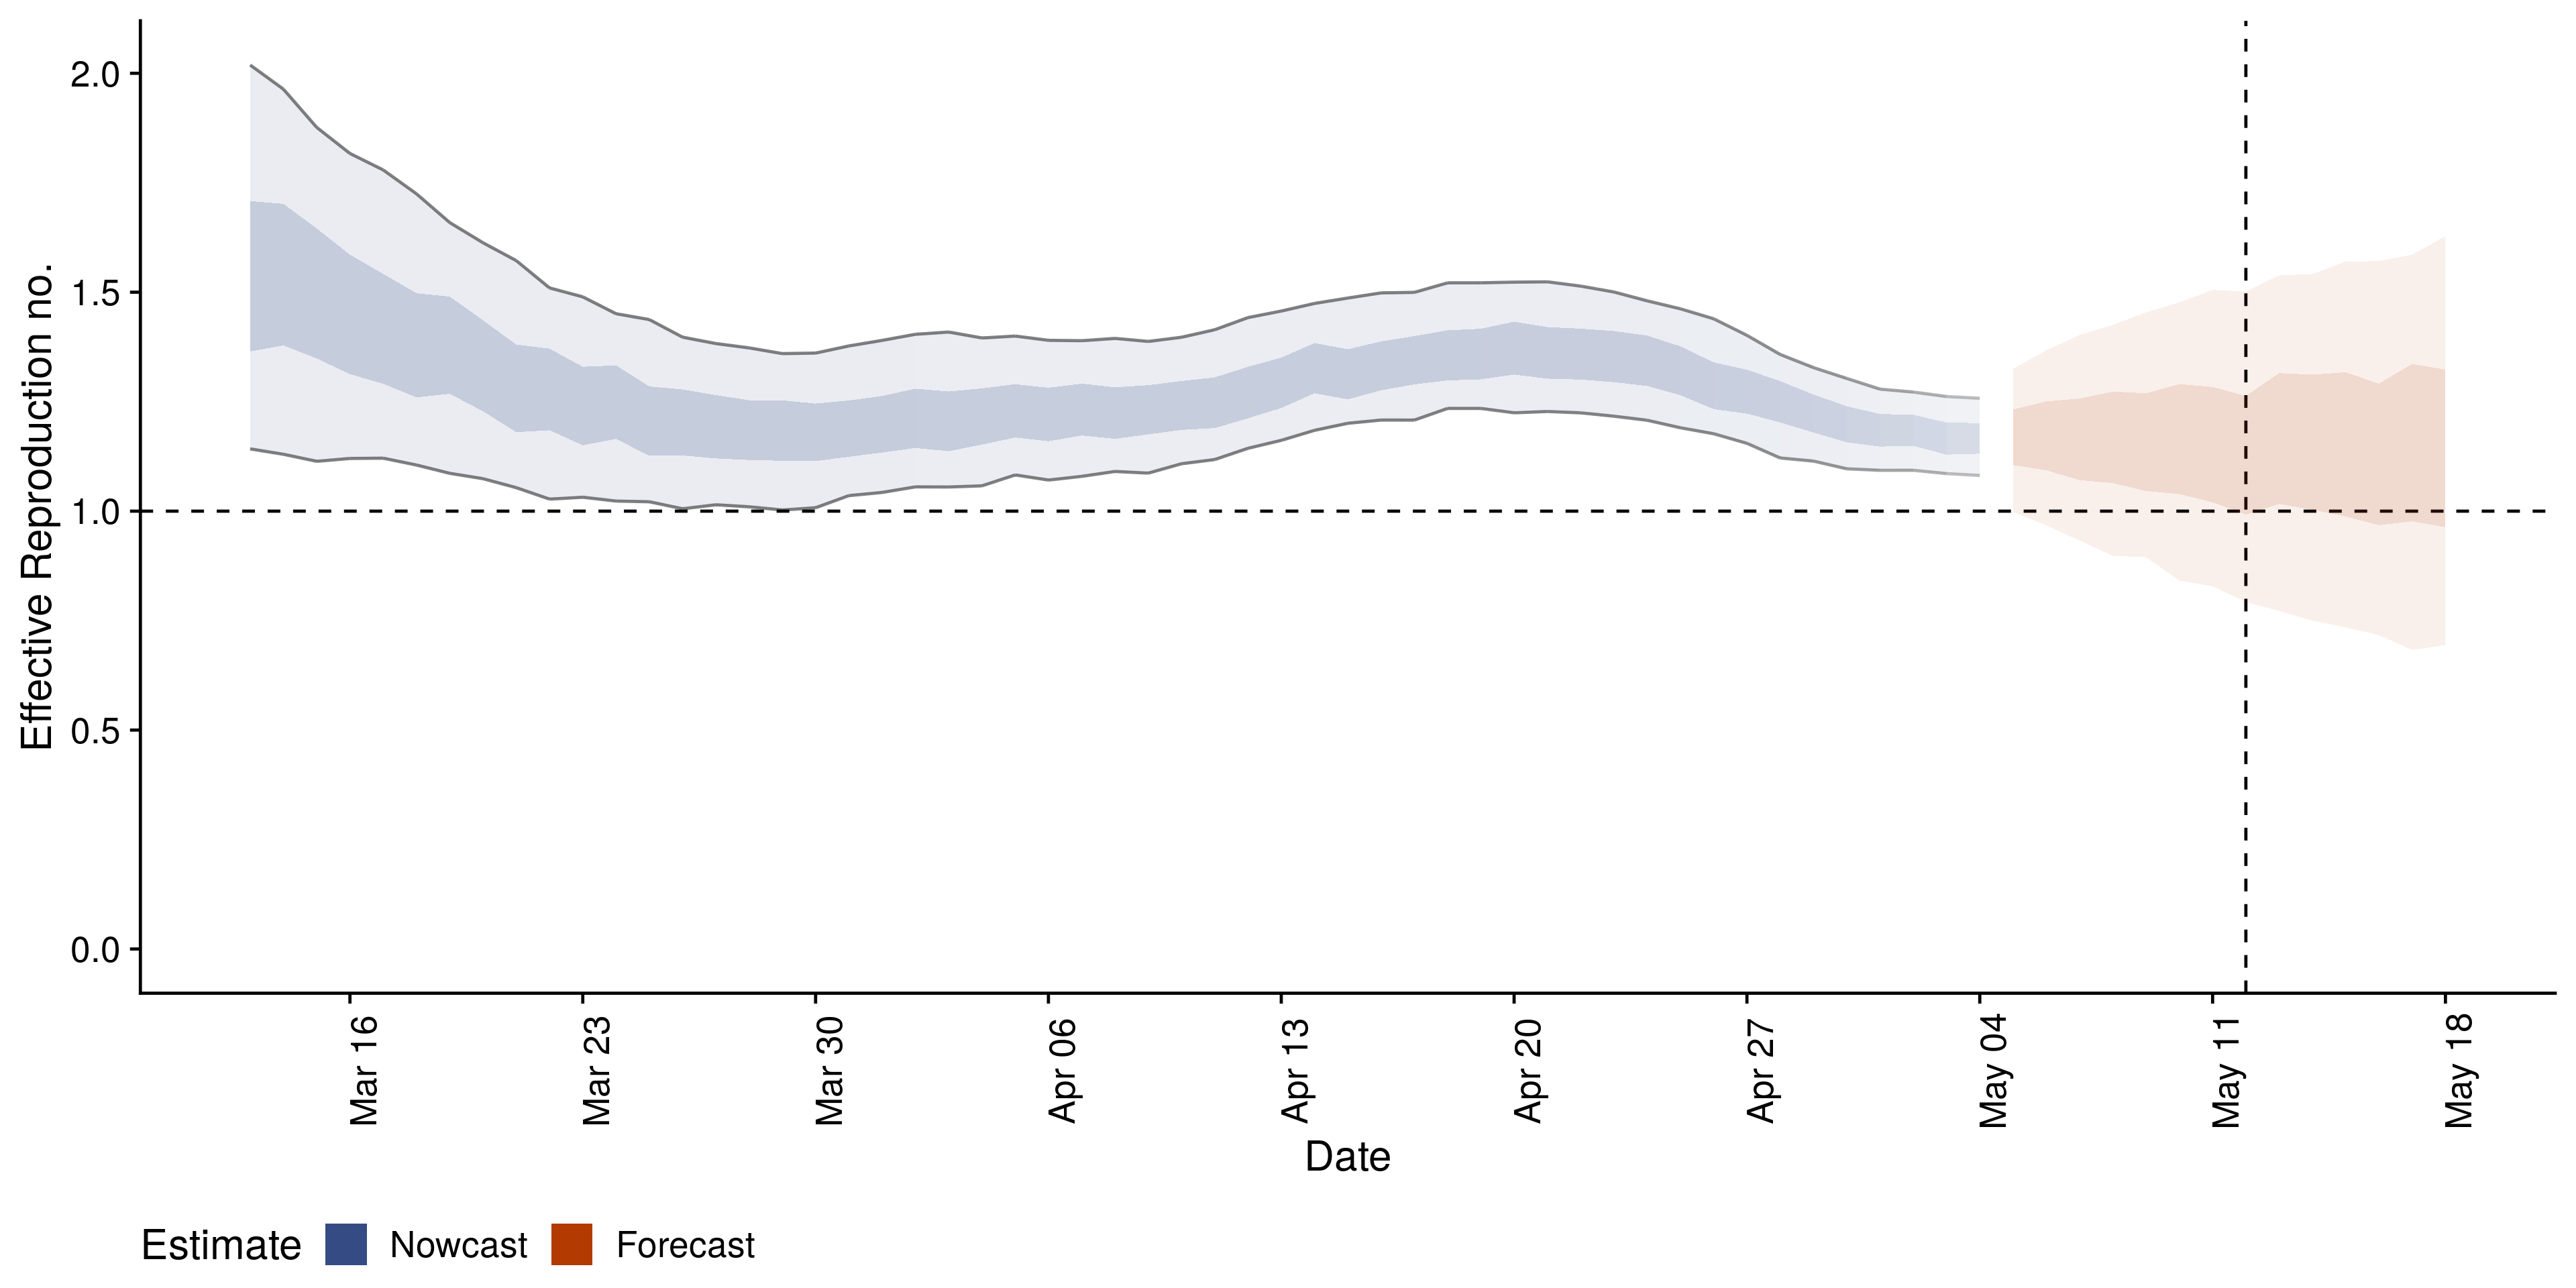 Effective Reproduction no.
2.0
1.5
1.0
0.5
0.0
Mar 16
Mar 23
Mar 30
Apr 06
Apr 13
Apr 20
Apr 27
May 04
May 11
May 18
Date
Estimate Nowcast Forecast